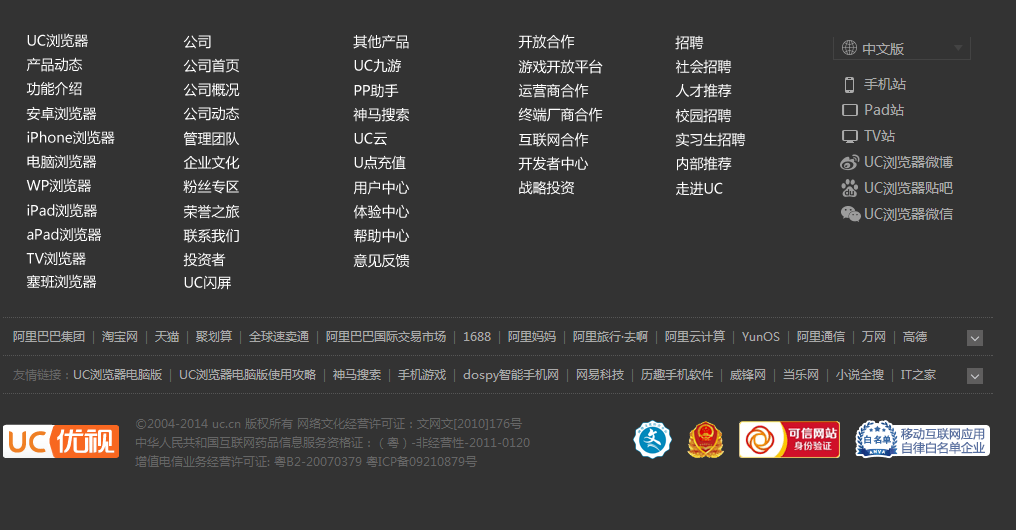 UC浏览器
产品动态
功能介绍
安卓浏览器
iPhone浏览器
电脑浏览器
WP浏览器
iPad浏览器
aPad浏览器
TV浏览器
塞班浏览器
公司
公司首页
公司概况
公司动态
管理团队
企业文化
粉丝专区
荣誉之旅
联系我们
投资者
UC闪屏
其他产品
UC九游
PP助手
神马搜索
UC云
U点充值
用户中心
体验中心
帮助中心
意见反馈
开放合作
游戏开放平台
运营商合作
终端厂商合作
互联网合作
开发者中心
战略投资
招聘
社会招聘
人才推荐
校园招聘
实习生招聘
内部推荐
走进UC
中文版
手机站
Pad站
TV站
UC浏览器微博
UC浏览器贴吧
UC浏览器微信
阿里巴巴集团 | 淘宝网 | 天猫 | 聚划算 | 全球速卖通 | 阿里巴巴国际交易市场 | 1688 | 阿里妈妈 | 阿里旅行·去啊 | 阿里云计算 | YunOS | 阿里通信 | 万网 | 高德
友情链接：UC浏览器电脑版 | UC浏览器电脑版使用攻略 | 神马搜索 | 手机游戏 | dospy智能手机网 | 网易科技 | 历趣手机软件 | 威锋网 | 当乐网 | 小说全搜 | IT之家
UC优视
©2004-2014 uc.cn 版权所有 网络文化经营许可证：文网文[2010]176号
中华人民共和国互联网药品信息服务资格证：（粤）-非经营性-2011-0120
增值电信业务经营许可证: 粤B2-20070379 粤ICP备09210879号
可信网站
身份验证
白名单
移动互联网应用
自律白名单企业